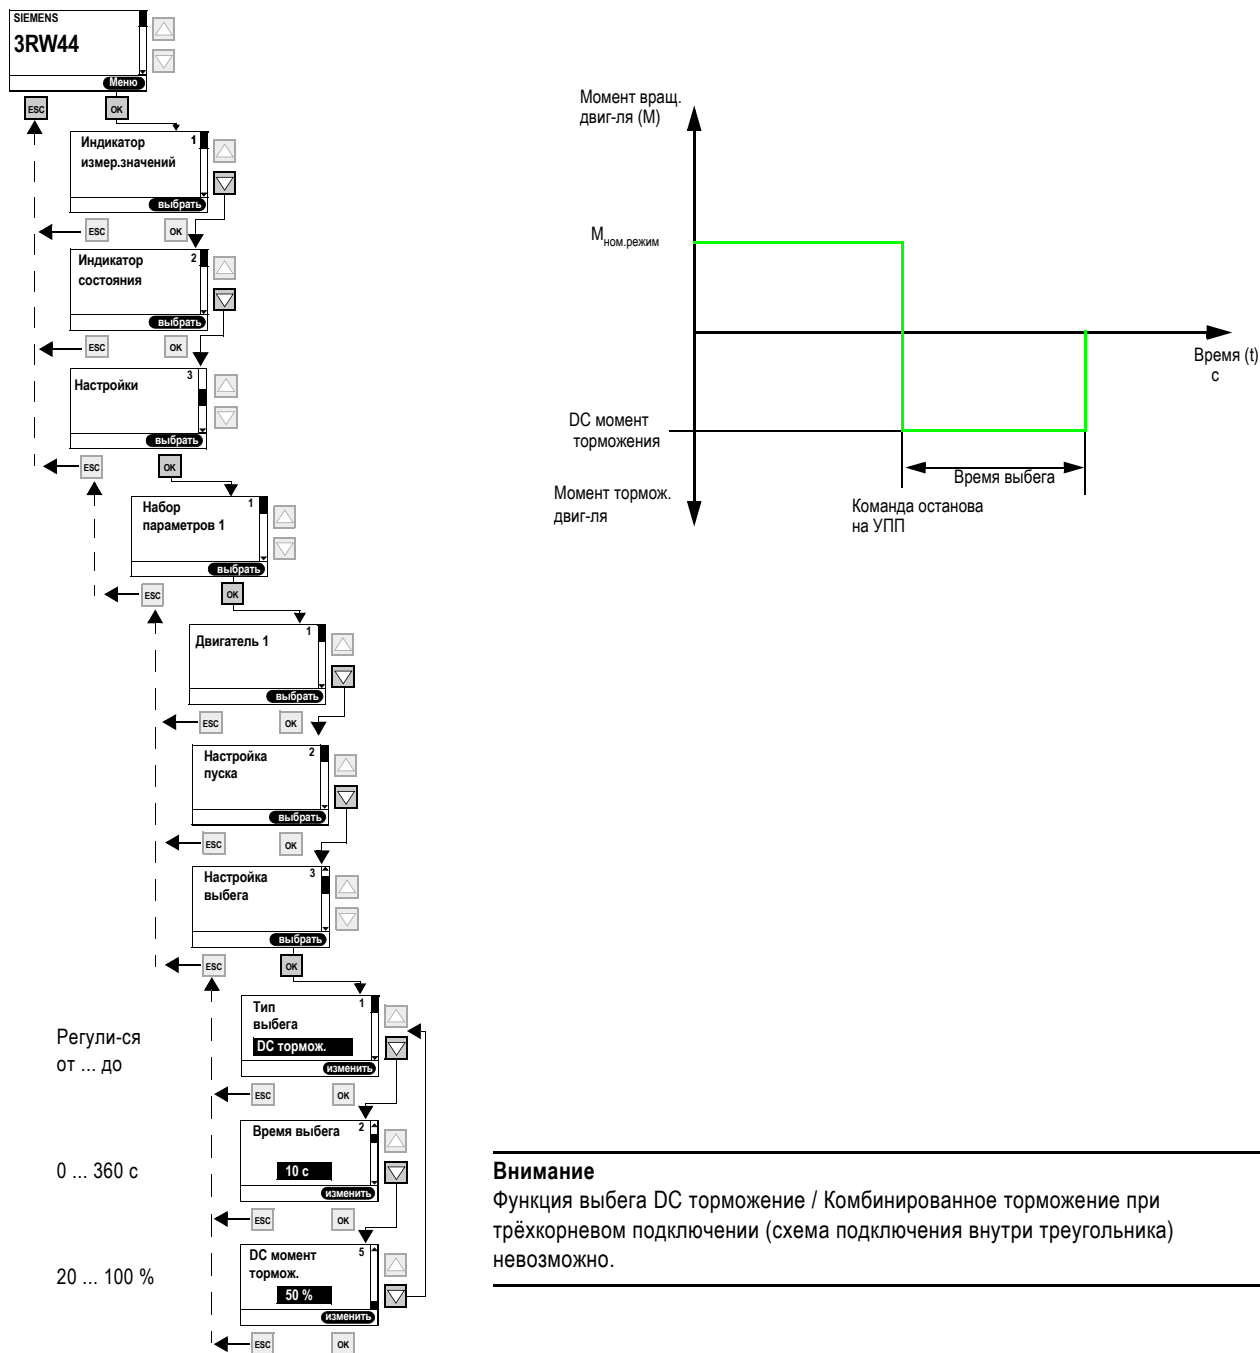 SIEMENS
3RW44
Меню
ESC
OK
Индикатор 1
измер.значений
выбрать
ESC
OK
Индикатор 2
состояния
выбрать
ESC
OK
3
Настройки
выбрать
ESC
OK
Набор 1
параметров 1
выбрать
ESC
OK
1
Двигатель 1
выбрать
ESC
OK
Настройка 2
пуска
выбрать
ESC
OK
Настройка 3
выбега
выбрать
ESC
OK
Тип 1
выбега
DC тормож.
изменить
Регули-ся
от ... до
ESC
OK
Время выбега 2
10 с
изменить
0 ... 360 с
ESC
OK
DC момент 5
тормож.
50 %
изменить
20 ... 100 %
ESC
OK
Момент вращ.
двиг-ля (M)
Mном.режим
Время (t)
с
DC момент
торможения
Время выбега
Момент тормож.
двиг-ля
Команда останова
на УПП
Внимание
Функция выбега DC торможение / Комбинированное торможение при
трёхкорневом подключении (схема подключения внутри треугольника)
невозможно.